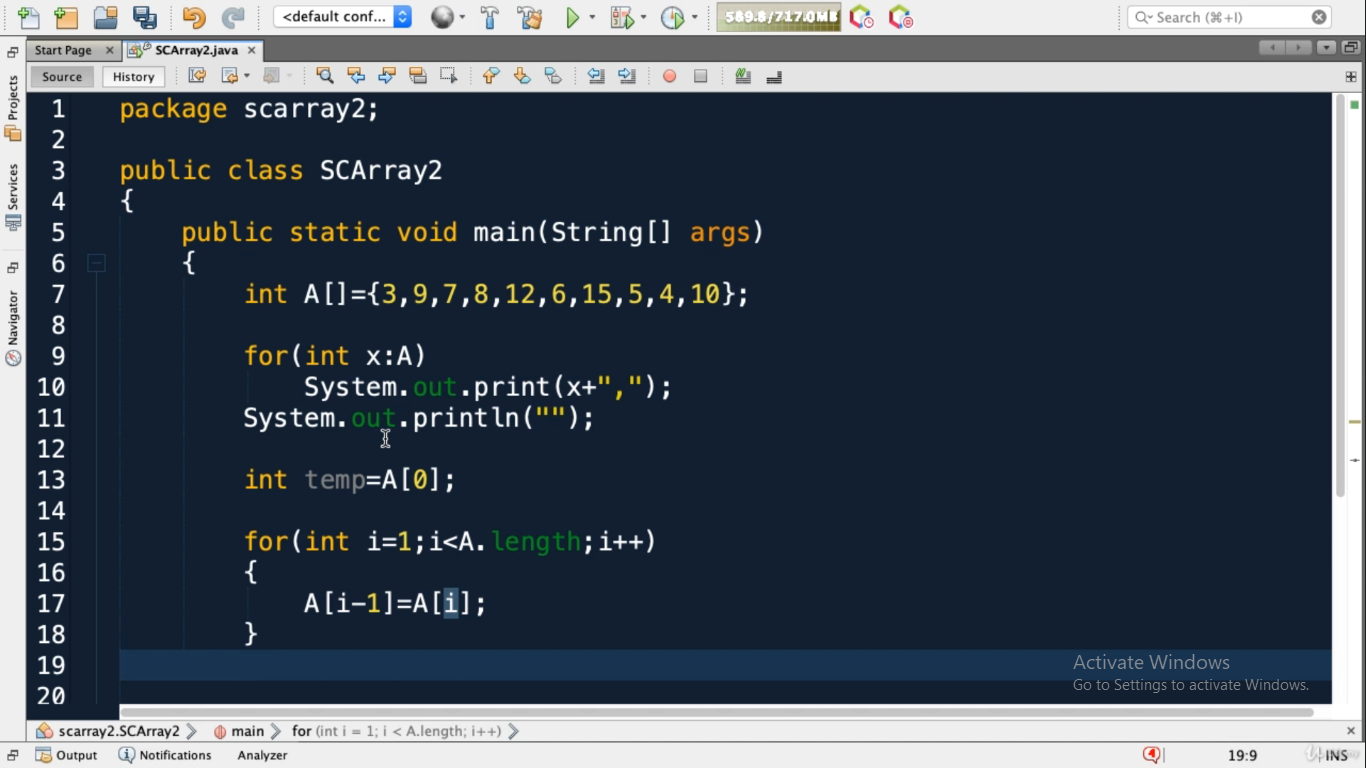 <default conf...
589.8/717.0MB
Search (⌘+I)
Start Page
SCArray2.java
Source
History
Projects
Services
Navigator
1 package scarray2;
2
3 public class SCArray2
4 {
5 public static void main(String[] args)
6 {
7 int A[]={3,9,7,8,12,6,15,5,4,10};
8
9 for(int x:A)
10 System.out.print(x+",");
11 System.out.println("");
12
13 int temp=A[0];
14
15 for(int i=1;i<A.length;i++)
16 {
17 A[i-1]=A[i];
18 }
19
20
Activate Windows
Go to Settings to activate Windows.
scarray2.SCArray2
main
for (int i = 1; i < A.length; i++)
Output
Notifications
Analyzer
4
19:9
INS